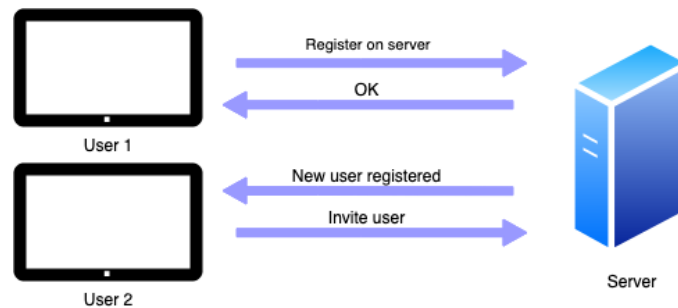 Register on server
OK
User 1
New user registered
Invite user
User 2
Server